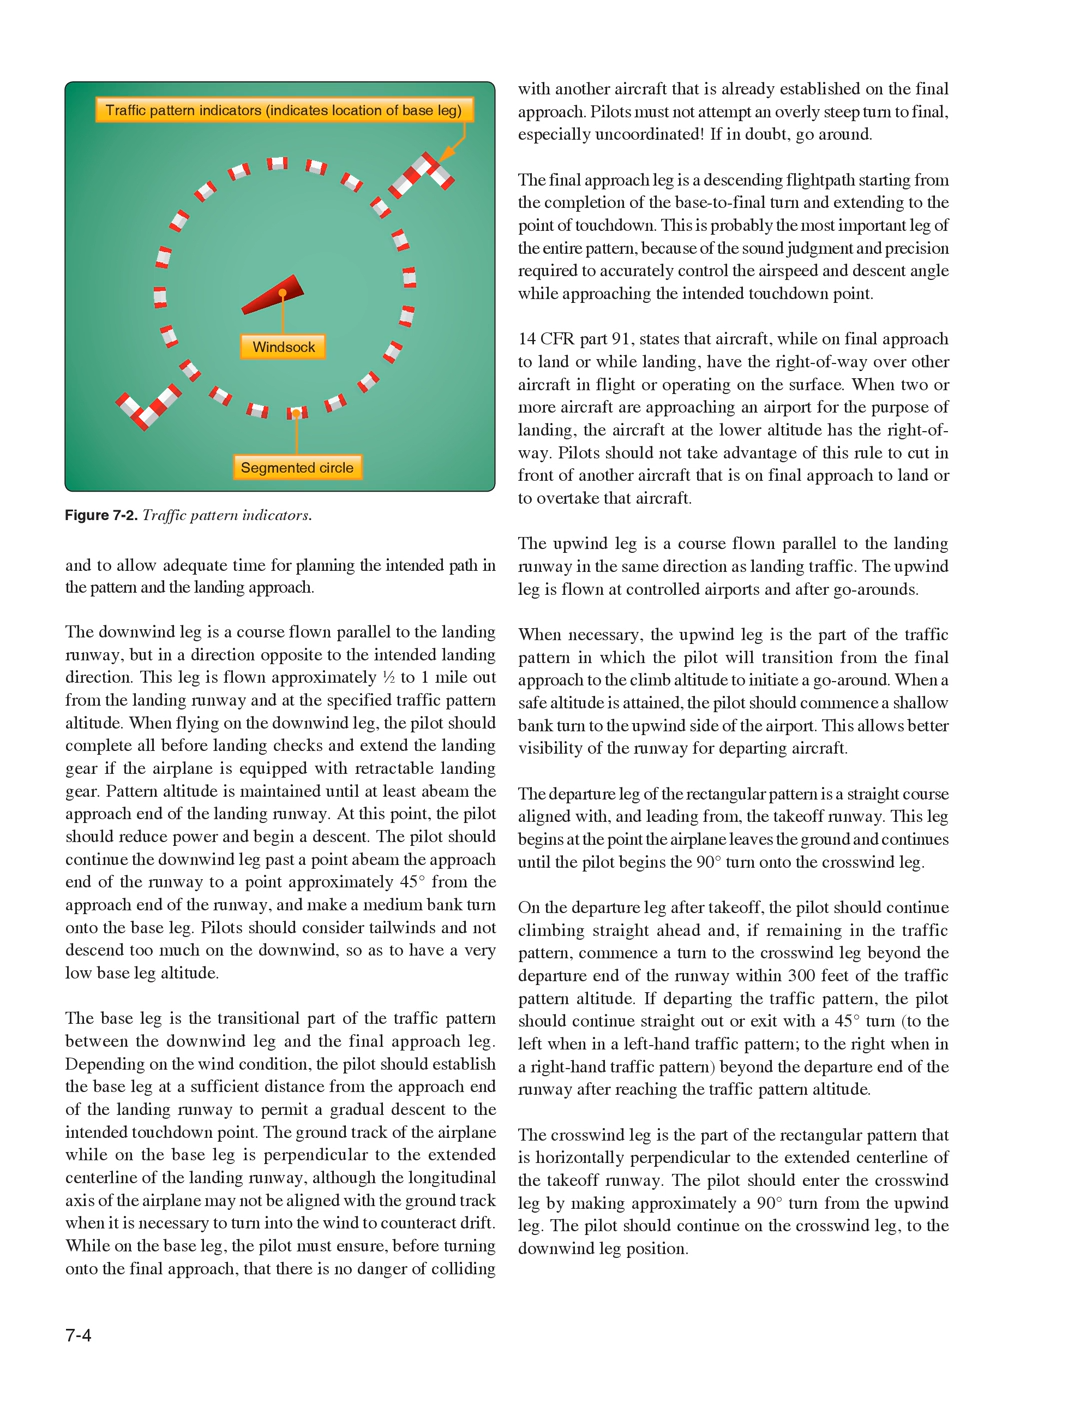 Traffic pattern indicators (indicates location of base leg)
Windsock
Segmented circle
Figure 7-2. Traffic pattern indicators.
and to allow adequate time for planning the intended path in
the pattern and the landing approach.
The downwind leg is a course flown parallel to the landing
runway, but in a direction opposite to the intended landing
direction. This leg is flown approximately ½ to 1 mile out
from the landing runway and at the specified traffic pattern
altitude. When flying on the downwind leg, the pilot should
complete all before landing checks and extend the landing
gear if the airplane is equipped with retractable landing
gear. Pattern altitude is maintained until at least abeam the
approach end of the landing runway. At this point, the pilot
should reduce power and begin a descent. The pilot should
continue the downwind leg past a point abeam the approach
end of the runway to a point approximately 45° from the
approach end of the runway, and make a medium bank turn
onto the base leg. Pilots should consider tailwinds and not
descend too much on the downwind, so as to have a very
low base leg altitude.
The base leg is the transitional part of the traffic pattern
between the downwind leg and the final approach leg.
Depending on the wind condition, the pilot should establish
the base leg at a sufficient distance from the approach end
of the landing runway to permit a gradual descent to the
intended touchdown point. The ground track of the airplane
while on the base leg is perpendicular to the extended
centerline of the landing runway, although the longitudinal
axis of the airplane may not be aligned with the ground track
when it is necessary to turn into the wind to counteract drift.
While on the base leg, the pilot must ensure, before turning
onto the final approach, that there is no danger of colliding
with another aircraft that is already established on the final
approach. Pilots must not attempt an overly steep turn to final,
especially uncoordinated! If in doubt, go around.
The final approach leg is a descending flightpath starting from
the completion of the base-to-final turn and extending to the
point of touchdown. This is probably the most important leg of
the entire pattern, because of the sound judgment and precision
required to accurately control the airspeed and descent angle
while approaching the intended touchdown point.
14 CFR part 91, states that aircraft, while on final approach
to land or while landing, have the right-of-way over other
aircraft in flight or operating on the surface. When two or
more aircraft are approaching an airport for the purpose of
landing, the aircraft at the lower altitude has the right-of-
way. Pilots should not take advantage of this rule to cut in
front of another aircraft that is on final approach to land or
to overtake that aircraft.
The upwind leg is a course flown parallel to the landing
runway in the same direction as landing traffic. The upwind
leg is flown at controlled airports and after go-arounds.
When necessary, the upwind leg is the part of the traffic
pattern in which the pilot will transition from the final
approach to the climb altitude to initiate a go-around. When a
safe altitude is attained, the pilot should commence a shallow
bank turn to the upwind side of the airport. This allows better
visibility of the runway for departing aircraft.
The departure leg of the rectangular pattern is a straight course
aligned with, and leading from, the takeoff runway. This leg
begins at the point the airplane leaves the ground and continues
until the pilot begins the 90° turn onto the crosswind leg.
On the departure leg after takeoff, the pilot should continue
climbing straight ahead and, if remaining in the traffic
pattern, commence a turn to the crosswind leg beyond the
departure end of the runway within 300 feet of the traffic
pattern altitude. If departing the traffic pattern, the pilot
should continue straight out or exit with a 45° turn (to the
left when in a left-hand traffic pattern; to the right when in
a right-hand traffic pattern) beyond the departure end of the
runway after reaching the traffic pattern altitude.
The crosswind leg is the part of the rectangular pattern that
is horizontally perpendicular to the extended centerline of
the takeoff runway. The pilot should enter the crosswind
leg by making approximately a 90° turn from the upwind
leg. The pilot should continue on the crosswind leg, to the
downwind leg position.
7-4